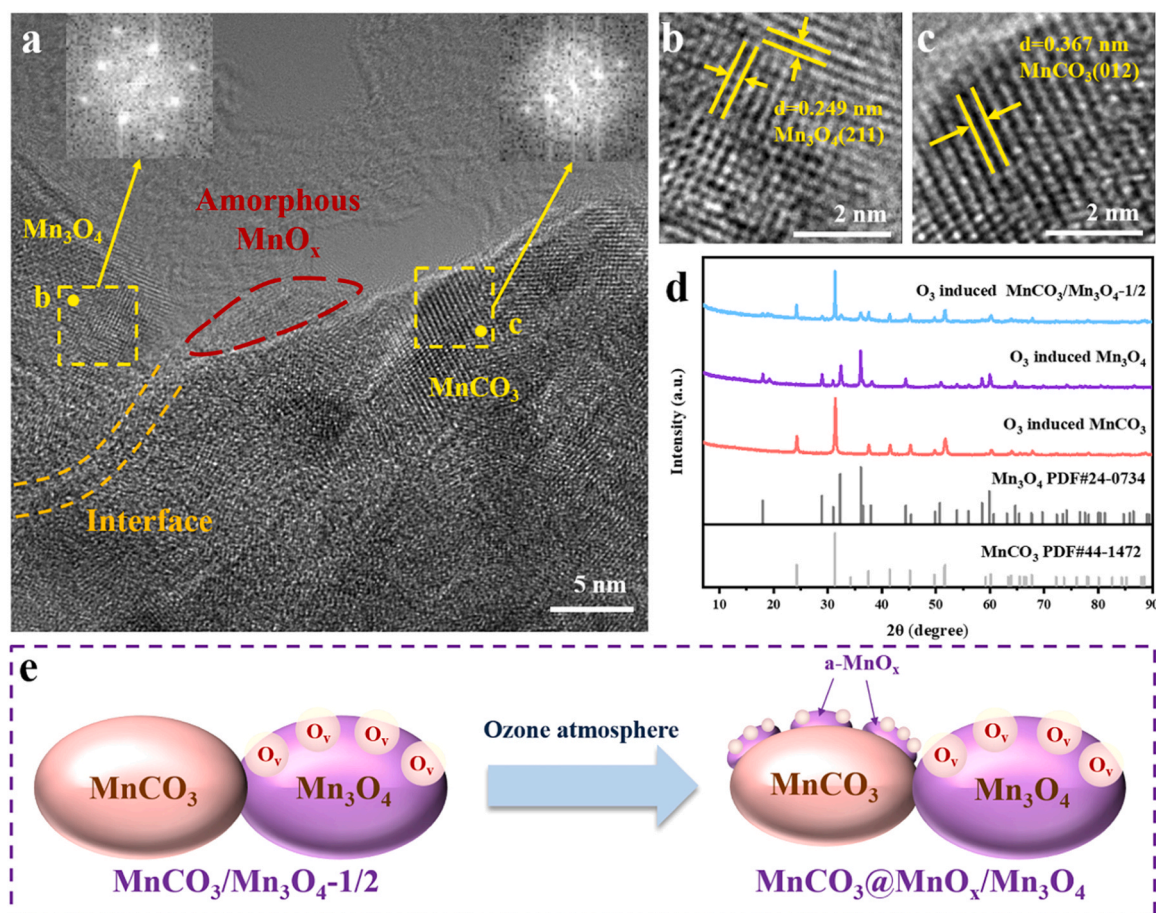 a
Mn₃O₄
b
Amorphous
MnOₓ
c
MnCO₃
Interface
5 nm
b
d=0.249 nm
Mn₃O₄(211)
2 nm
c
d=0.367 nm
MnCO₃(012)
2 nm
d
O₃ induced MnCO₃/Mn₃O₄-1/2
O₃ induced Mn₃O₄
O₃ induced MnCO₃
Mn₃O₄ PDF#24-0734
MnCO₃ PDF#44-1472
Intensity (a.u.)
10 20 30 40 50 60 70 80 90
2θ (degree)
e
MnCO₃
Oᵥ Oᵥ Oᵥ Oᵥ
Mn₃O₄
MnCO₃/Mn₃O₄-1/2
Ozone atmosphere
a-MnOₓ
MnCO₃
Oᵥ Oᵥ Oᵥ Oᵥ
Mn₃O₄
MnCO₃@MnOₓ/Mn₃O₄